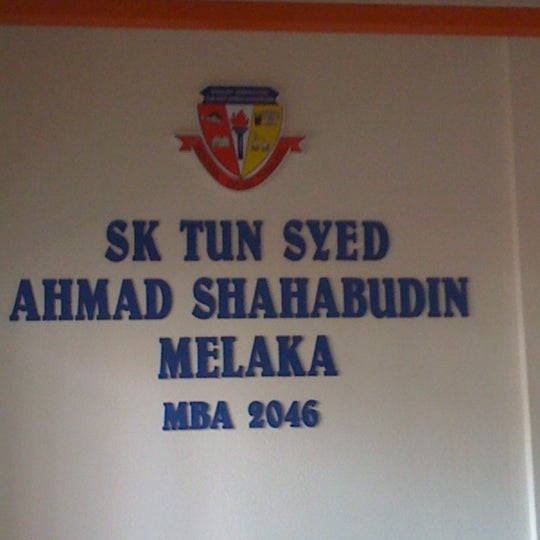 SK TUN SYED
AHMAD SHAHABUDIN
MELAKA
MBA 2046